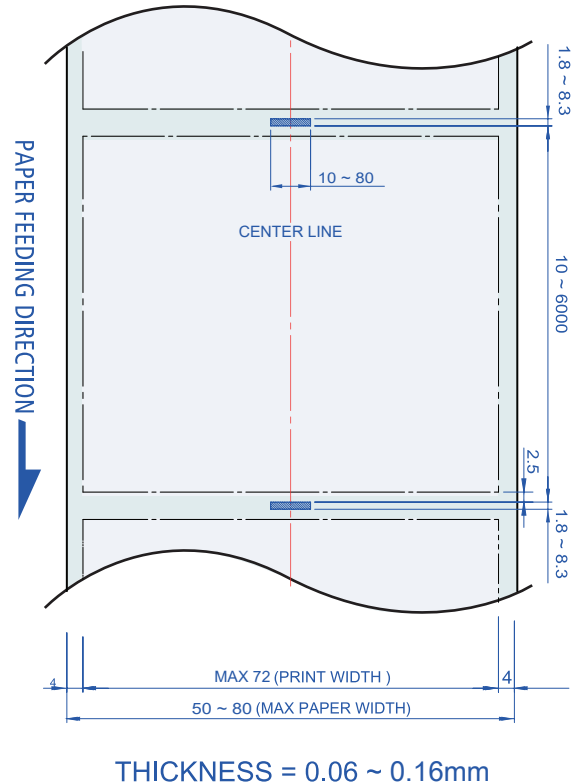 1.8 ~ 8.3
10 ~ 80
CENTER LINE
PAPER FEEDING DIRECTION
10 ~ 6000
2.5
1.8 ~ 8.3
4
MAX 72 (PRINT WIDTH )
4
50 ~ 80 (MAX PAPER WIDTH)
THICKNESS = 0.06 ~ 0.16mm